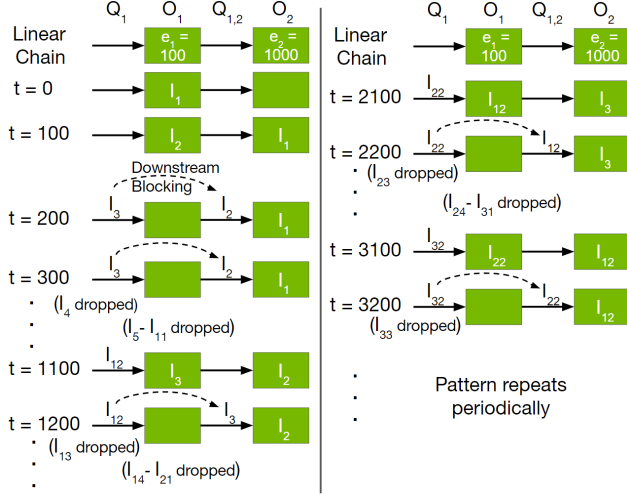 Q1 O1 Q1,2 O2
Linear Chain e1 = 100 e2 = 1000
t = 0 I1
t = 100 I2 I1
Downstream Blocking
t = 200 I3 I2 I1
t = 300 I3 I2 I1
(I4 dropped)
(I5- I11 dropped)
t = 1100 I12 I3 I2
t = 1200 I12 I3 I2
(I13 dropped)
(I14- I21 dropped)
Q1 O1 Q1,2 O2
Linear Chain e1 = 100 e2 = 1000
t = 2100 I22 I12 I3
t = 2200 I22 I12 I3
(I23 dropped)
(I24- I31 dropped)
t = 3100 I32 I22 I12
t = 3200 I32 I22 I12
(I33 dropped)
Pattern repeats
periodically